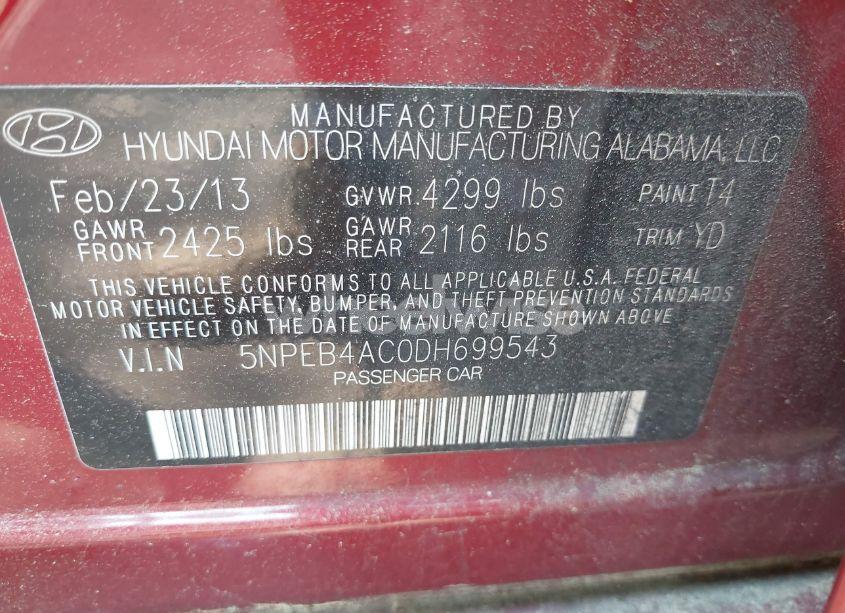 MANUFACTURED BY
HYUNDAI MOTOR MANUFACTURING ALABAMA, LLC
Feb/23/13 GVWR 4299 lbs PAINT T4
GAWR FRONT 2425 lbs GAWR REAR 2116 lbs TRIM YD
THIS VEHICLE CONFORMS TO ALL APPLICABLE U.S.A. FEDERAL
MOTOR VEHICLE SAFETY, BUMPER, AND THEFT PREVENTION STANDARDS
IN EFFECT ON THE DATE OF MANUFACTURE SHOWN ABOVE.
V.I.N 5NPEB4AC0DH699543
PASSENGER CAR